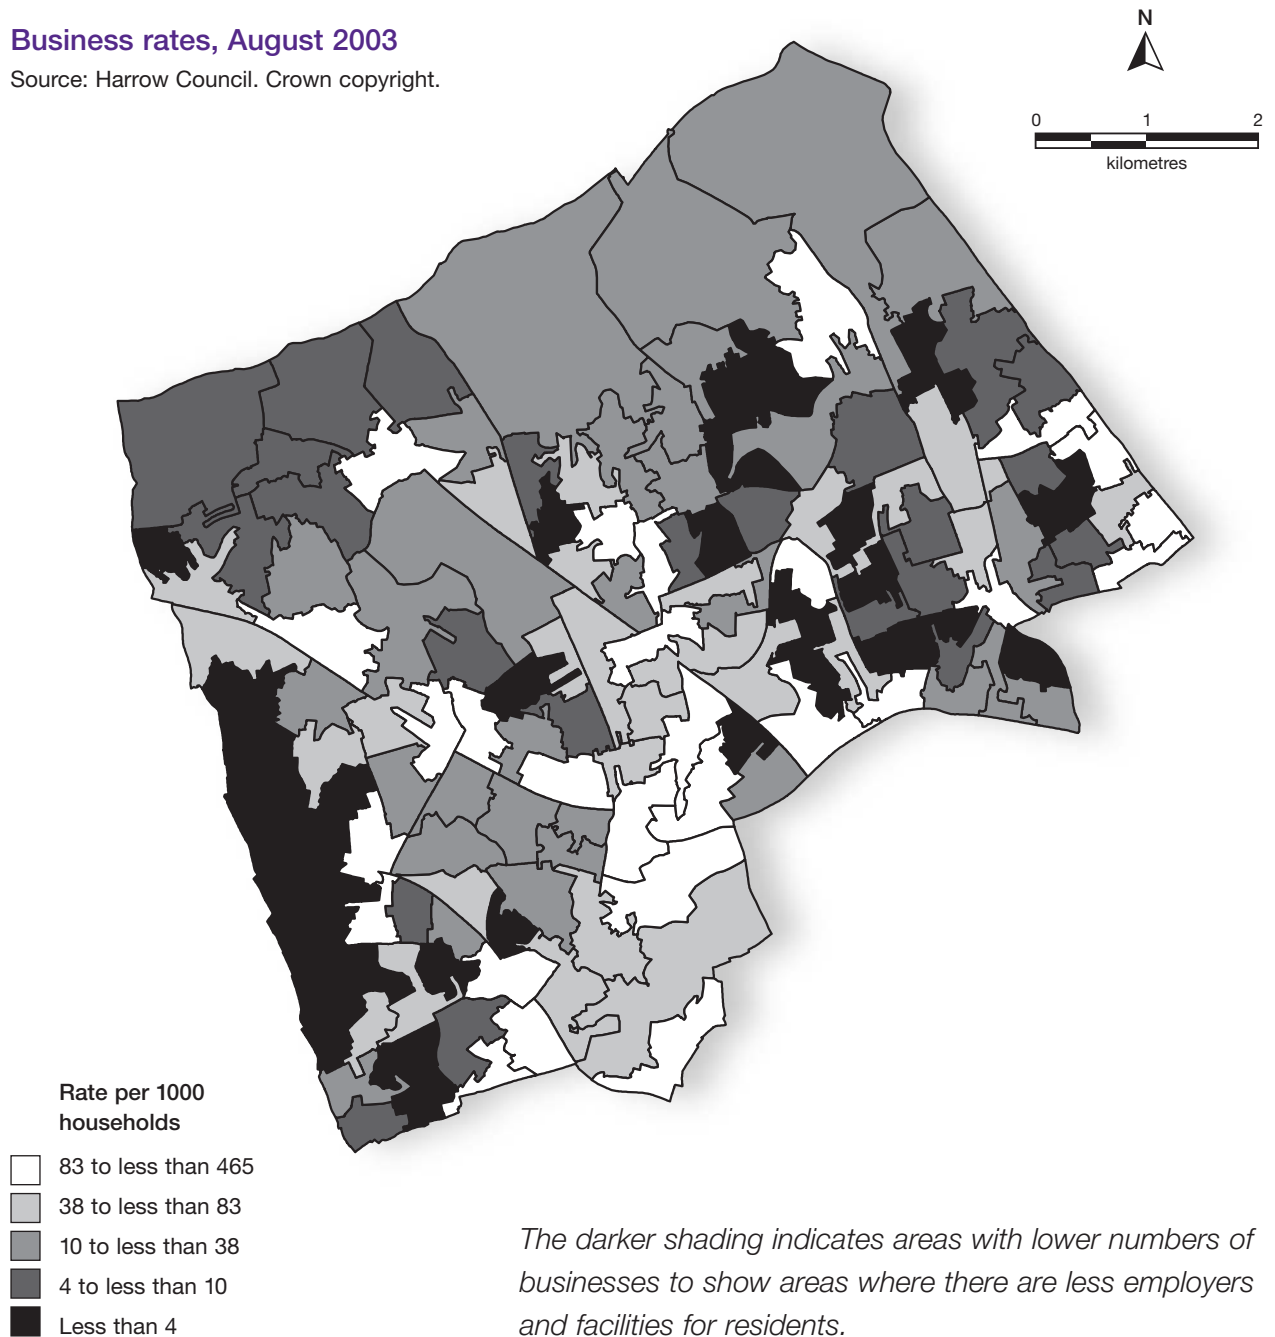 Business rates, August 2003
Source: Harrow Council. Crown copyright.
N
0 1 2
kilometres
Rate per 1000
households
83 to less than 465
38 to less than 83
10 to less than 38
4 to less than 10
Less than 4
The darker shading indicates areas with lower numbers of
businesses to show areas where there are less employers
and facilities for residents.